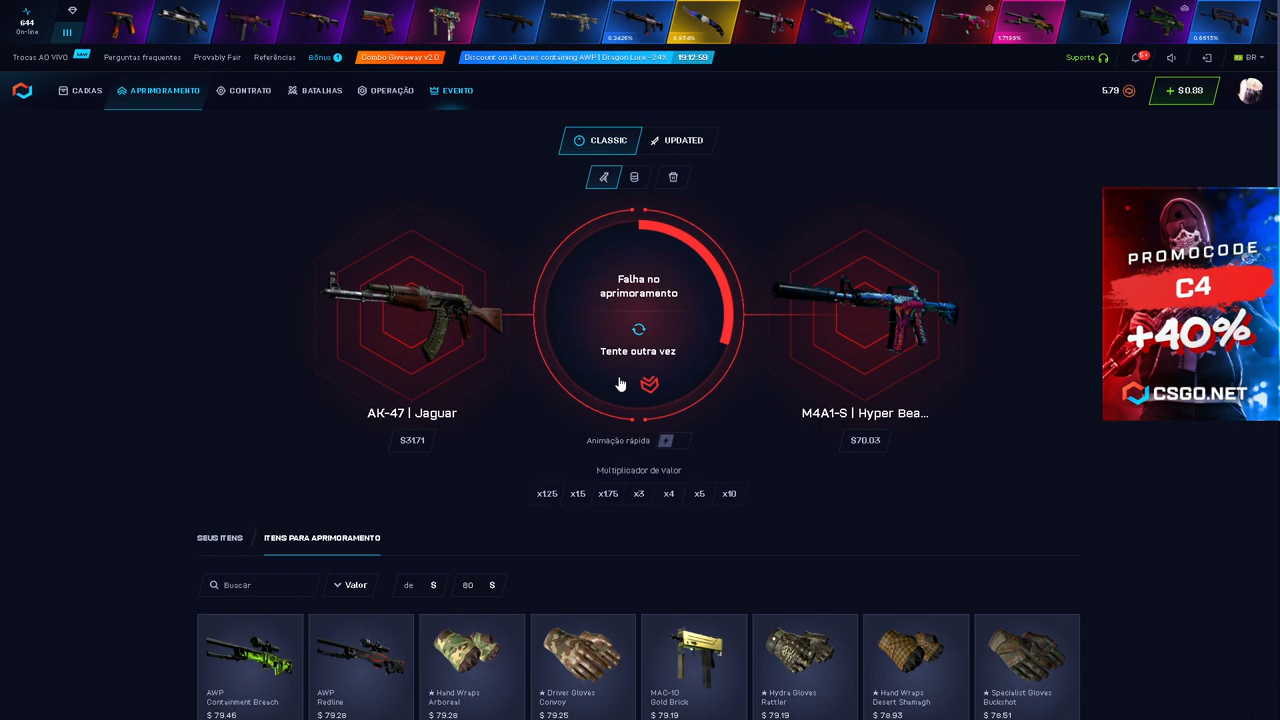 644
On-line
0.2426%
0.934%
1.7199%
0.6613%
Trocas AO VIVO
Perguntas frequentes
Provably Fair
Referências
Bônus
Combo Giveaway v2.0
Discount on all cases containing AWP | Dragon Lore -24%
19:12:59
Suporte
5+
BR
CAIXAS
APRIMORAMENTO
CONTRATO
BATALHAS
OPERAÇÃO
EVENTO
5.79
+ $ 0.88
CLASSIC
UPDATED
Falha no
aprimoramento
Tente outra vez
AK-47 | Jaguar
$31.71
M4A1-S | Hyper Bea...
$70.03
PROMOCODE
C4
+40%
CSGO.NET
Animação rápida
Multiplicador de valor
x1.25
x1.5
x1.75
x3
x4
x5
x10
SEUS ITENS
ITENS PARA APRIMORAMENTO
Buscar
Valor
de $
80 $
AWP
Containment Breach
$ 79.46
AWP
Redline
$ 79.28
★ Hand Wraps
Arboreal
$ 79.28
★ Driver Gloves
Convoy
$ 79.25
MAC-10
Gold Brick
$ 79.19
★ Hydra Gloves
Rattler
$ 79.19
★ Hand Wraps
Desert Shamagh
$ 78.93
★ Specialist Gloves
Buckshot
$ 78.51